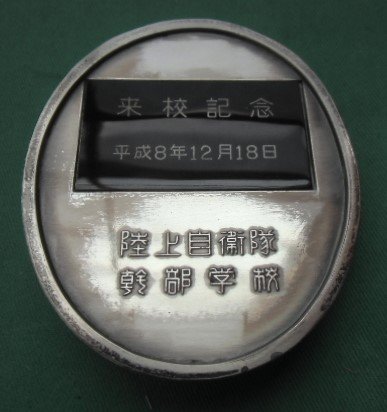 来校記念
平成8年12月18日
陸上自衛隊
幹部学校